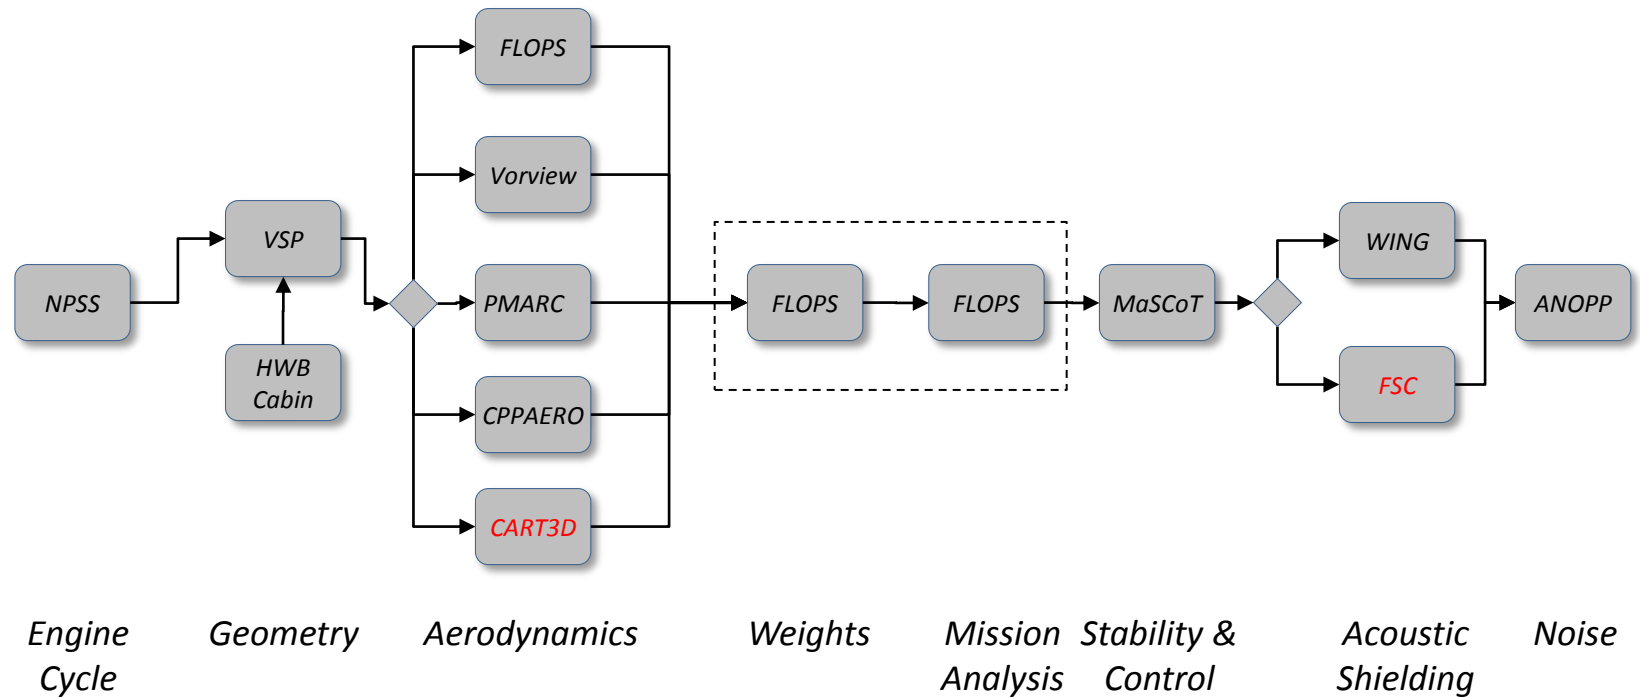 FLOPS
Vorview
VSP
WING
NPSS
PMARC
FLOPS
FLOPS
MaSCoT
ANOPP
HWB
Cabin
CPPAERO
FSC
CART3D
Engine
Cycle
Geometry
Aerodynamics
Weights
Mission
Analysis
Stability &
Control
Acoustic
Shielding
Noise